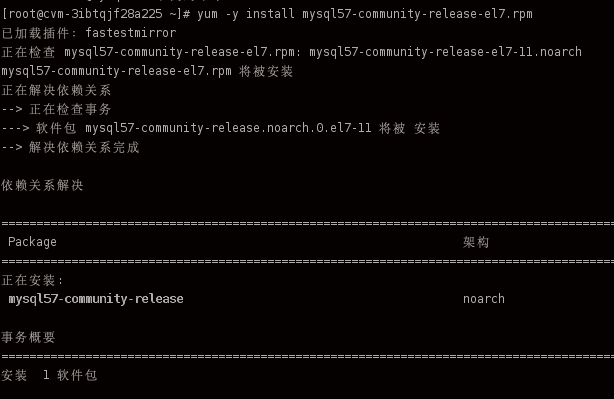 [root@cvm-3ibtqjf28a225 ~]# yum -y install mysql57-community-release-el7.rpm
已加载插件：fastestmirror
正在检查 mysql57-community-release-el7.rpm: mysql57-community-release-el7-11.noarch
mysql57-community-release-el7.rpm 将被安装
正在解决依赖关系
--> 正在检查事务
---> 软件包 mysql57-community-release.noarch.0.el7-11 将被 安装
--> 解决依赖关系完成
依赖关系解决
================================================================================
Package 架构
================================================================================
正在安装:
mysql57-community-release noarch
事务概要
================================================================================
安装 1 软件包